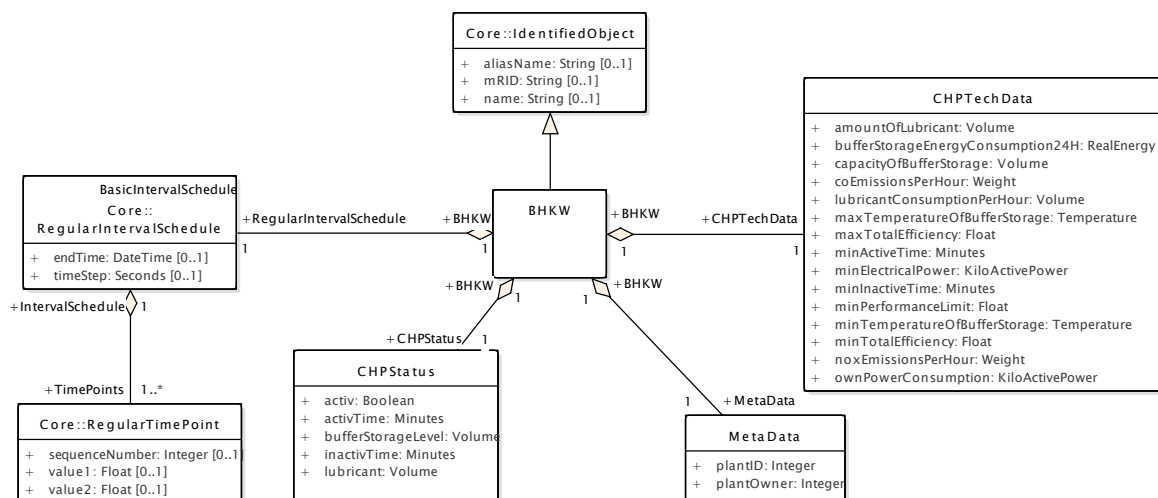 Core::IdentifiedObject
+ aliasName: String [0..1]
+ mRID: String [0..1]
+ name: String [0..1]
CHPTechData
+ amountOfLubricant: Volume
+ bufferStorageEnergyConsumption24H: RealEnergy
+ capacityOfBufferStorage: Volume
+ coEmissionsPerHour: Weight
+ lubricantConsumptionPerHour: Volume
+ maxTemperatureOfBufferStorage: Temperature
+ maxTotalEfficiency: Float
+ minActiveTime: Minutes
+ minElectricalPower: KiloActivePower
+ minInactiveTime: Minutes
+ minPerformanceLimit: Float
+ minTemperatureOfBufferStorage: Temperature
+ minTotalEfficiency: Float
+ noxEmissionsPerHour: Weight
+ ownPowerConsumption: KiloActivePower
BasicIntervalSchedule
Core::
RegularIntervalSchedule
+ endTime: DateTime [0..1]
+ timeStep: Seconds [0..1]
+RegularIntervalSchedule
1
+BHKW
1
BHKW
+BHKW
1
+CHPTechData
1
+BHKW
1
+BHKW
1
+IntervalSchedule
1
+CHPStatus
1
+TimePoints
1..*
1
+MetaData
CHPStatus
+ activ: Boolean
+ activTime: Minutes
+ bufferStorageLevel: Volume
+ inactivTime: Minutes
+ lubricant: Volume
Core::RegularTimePoint
+ sequenceNumber: Integer [0..1]
+ value1: Float [0..1]
+ value2: Float [0..1]
MetaData
+ plantID: Integer
+ plantOwner: Integer